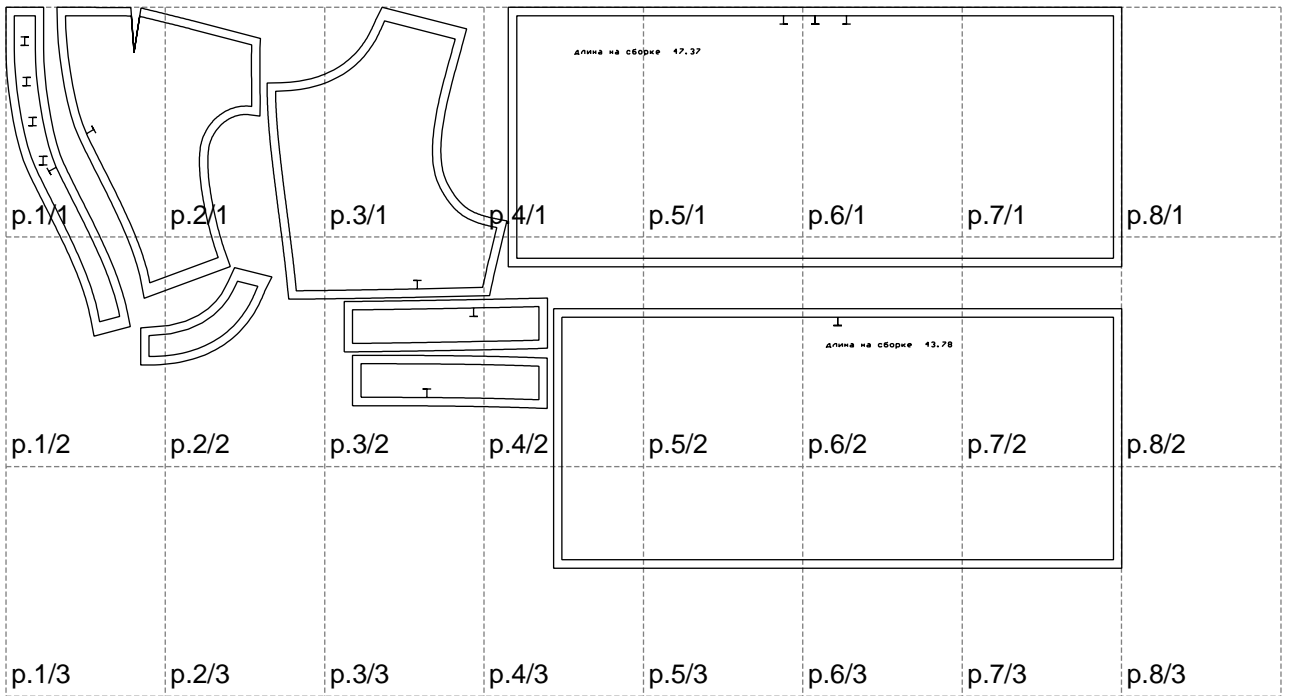 длина на сборке 47.37
p.1/1
p.2/1
p.3/1
p.4/1
p.5/1
p.6/1
p.7/1
p.8/1
длина на сборке 43.78
p.1/2
p.2/2
p.3/2
p.4/2
p.5/2
p.6/2
p.7/2
p.8/2
p.1/3
p.2/3
p.3/3
p.4/3
p.5/3
p.6/3
p.7/3
p.8/3